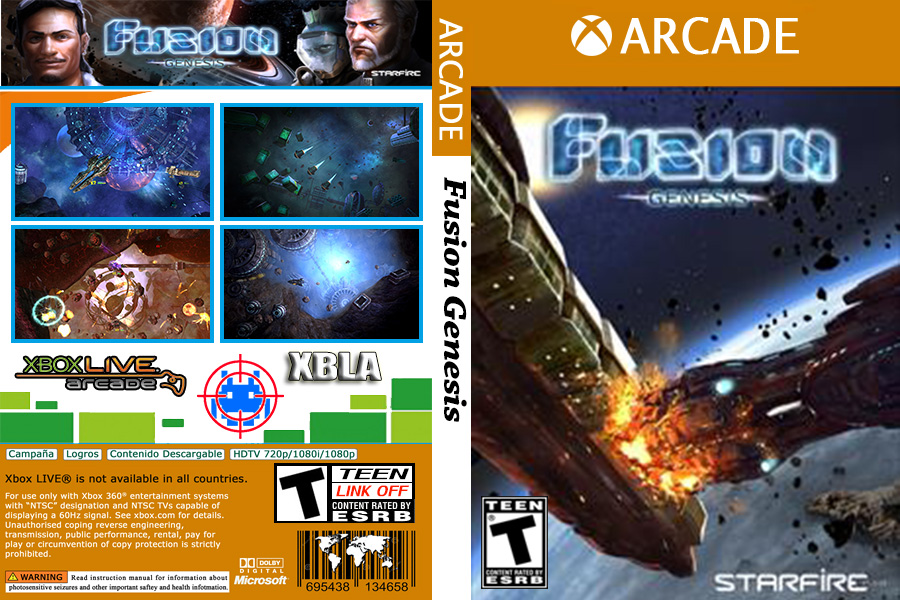 FUSION
GENESIS
STARFIRE
XBOX LIVE.
arcade
XBLA
Campaña
Logros
Contenido Descargable
HDTV 720p/1080i/1080p
Xbox LIVE® is not available in all countries.
For use only with Xbox 360® entertainment systems
with “NTSC” designation and NTSC TVs capable of
displaying a 60Hz signal. See xbox.com for details.
Unauthorised coping reverse engineering,
transmission, public performance, rental, pay for
play or circumvention of copy protection is strictly
prohibited.
WARNING Read instruction manual for information about
photosensitive seizures and other important saftey and health infotmation.
T
TEEN
LINK OFF
CONTENT RATED BY
ESRB
DOLBY
DIGITAL
Microsoft
695438 134658
ARCADE
Fusion Genesis
ARCADE
FUSION
GENESIS
TEEN
T
CONTENT RATED BY
ESRB
STARFIRE